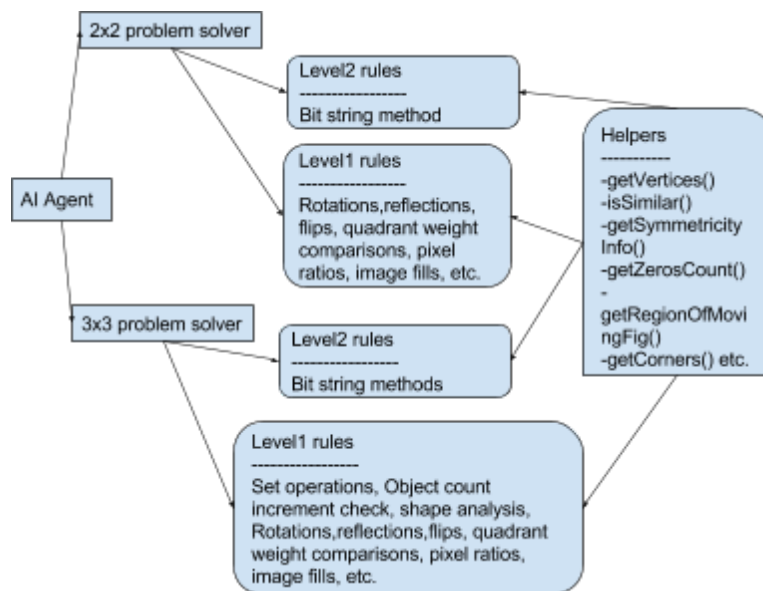 2x2 problem solver
Level2 rules
-----------------
Bit string method
Helpers
-----------
-getVertices()
-isSimilar()
-getSymmetricity
Info()
-getZerosCount()
-
getRegionOfMovi
ngFig()
-getCorners() etc.
Level1 rules
-----------------
Rotations,reflections,
flips, quadrant weight
comparisons, pixel
ratios, image fills, etc.
AI Agent
3x3 problem solver
Level2 rules
-----------------
Bit string methods
Level1 rules
-----------------
Set operations, Object count
increment check, shape analysis,
Rotations,reflections,flips, quadrant
weight comparisons, pixel ratios,
image fills, etc.